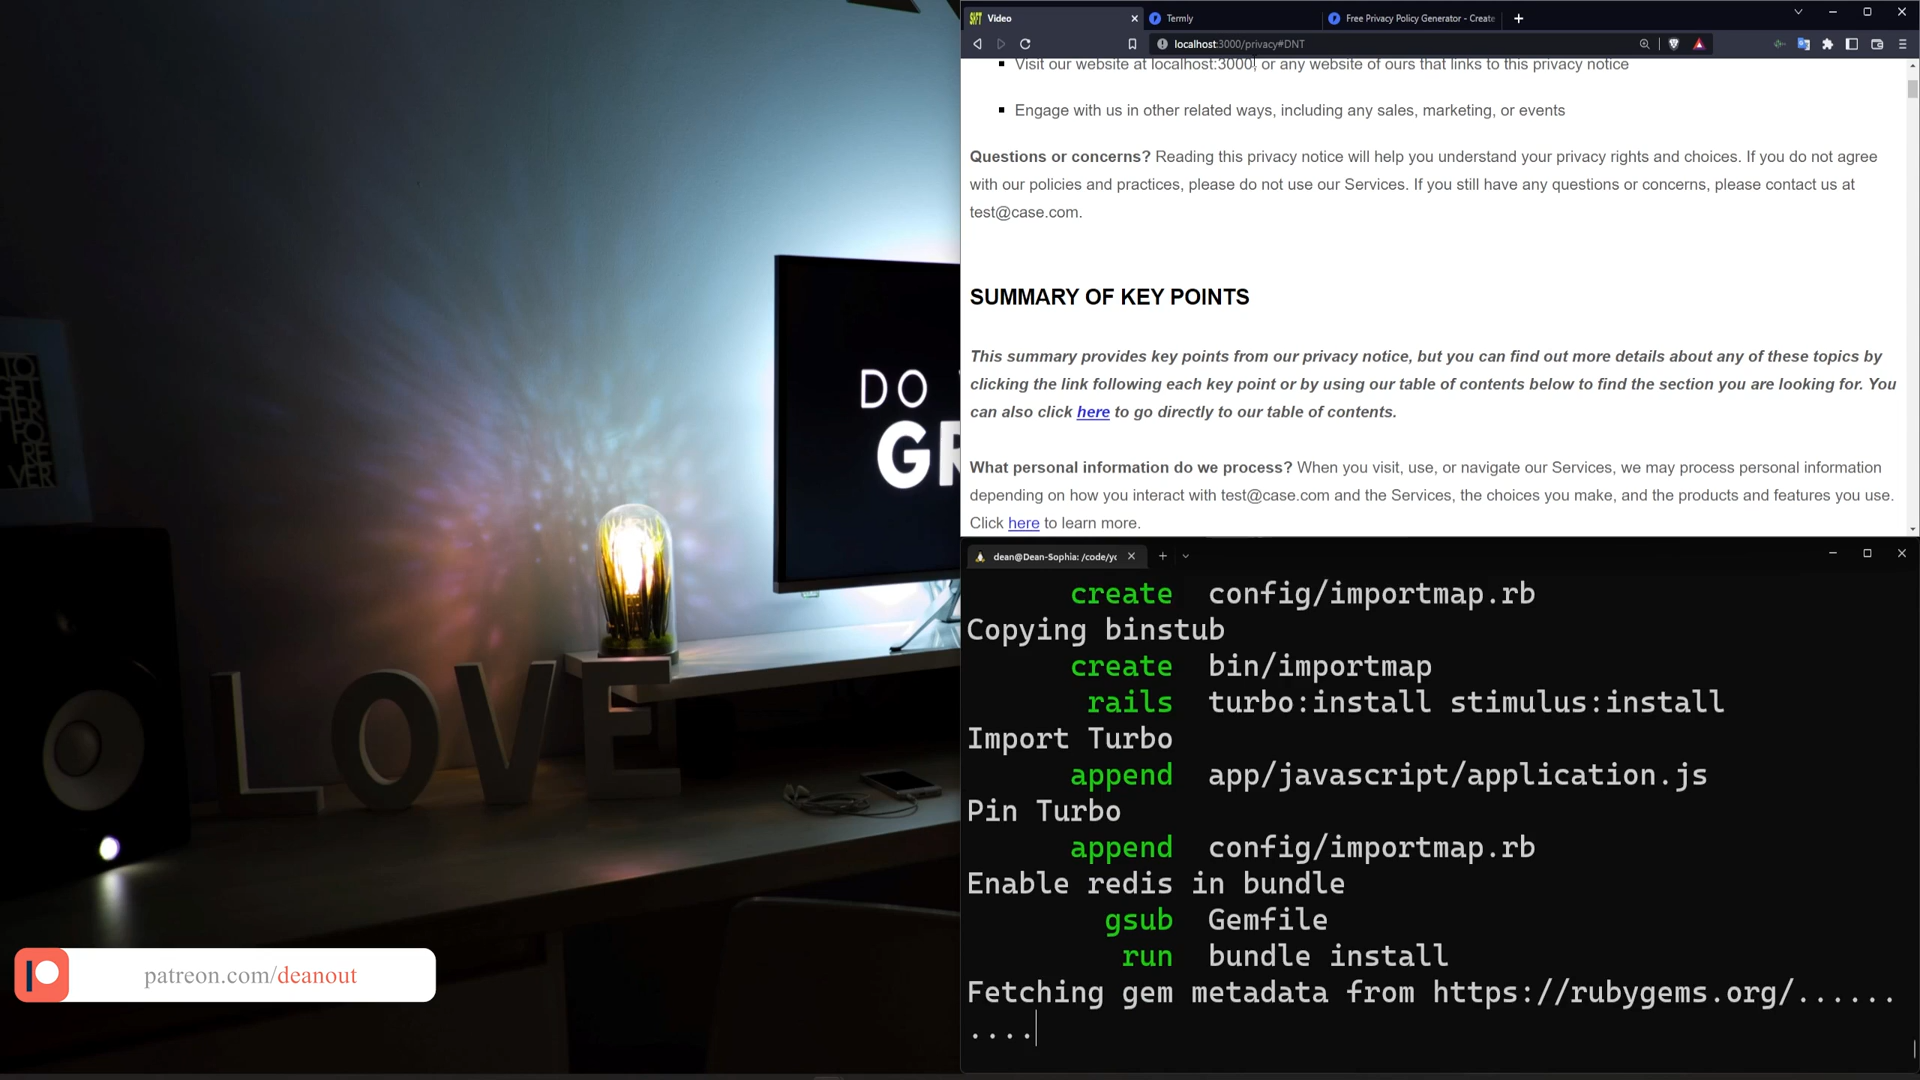 TO
GET
HER
FOR
E
VER
LOVE
DO
patreon.com/deanout
Video
Termly
Free Privacy Policy Generator - Create
localhost:3000/privacy#DNT
Visit our website at localhost:3000, or any website of ours that links to this privacy notice
Engage with us in other related ways, including any sales, marketing, or events
Questions or concerns? Reading this privacy notice will help you understand your privacy rights and choices. If you do not agree
with our policies and practices, please do not use our Services. If you still have any questions or concerns, please contact us at
test@case.com.
SUMMARY OF KEY POINTS
This summary provides key points from our privacy notice, but you can find out more details about any of these topics by
clicking the link following each key point or by using our table of contents below to find the section you are looking for. You
can also click here to go directly to our table of contents.
What personal information do we process? When you visit, use, or navigate our Services, we may process personal information
depending on how you interact with test@case.com and the Services, the choices you make, and the products and features you use.
Click here to learn more.
dean@Dean-Sophia: /code/yo
create config/importmap.rb
Copying binstub
create bin/importmap
rails turbo:install stimulus:install
Import Turbo
append app/javascript/application.js
Pin Turbo
append config/importmap.rb
Enable redis in bundle
gsub Gemfile
run bundle install
Fetching gem metadata from https://rubygems.org/......
....